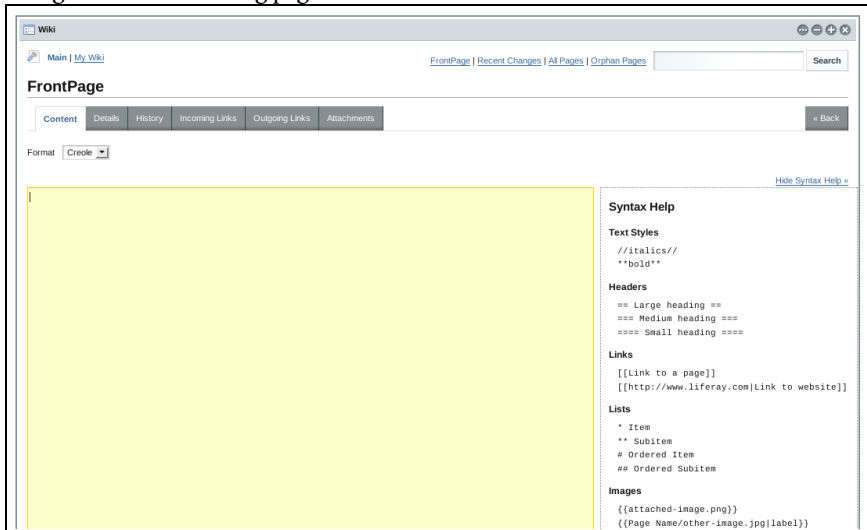 Wiki
Main | My Wiki
FrontPage | Recent Changes | All Pages | Orphan Pages Search
FrontPage
Content Details History Incoming Links Outgoing Links Attachments « Back
Format Creole
Hide Syntax Help »
Syntax Help
Text Styles
//italics//
**bold**
Headers
== Large heading ==
=== Medium heading ===
==== Small heading ====
Links
[[Link to a page]]
[[http://www.liferay.com|Link to website]]
Lists
* Item
** Subitem
# Ordered Item
## Ordered Subitem
Images
{{attached-image.png}}
{{Page Name/other-image.jpg|label}}